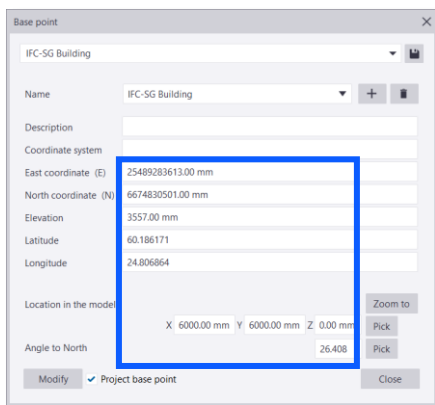 Base point
IFC-SG Building
Name IFC-SG Building
Description
Coordinate system
East coordinate (E) 25489283613.00 mm
North coordinate (N) 6674830501.00 mm
Elevation 3557.00 mm
Latitude 60.186171
Longitude 24.806864
Location in the model Zoom to
X 6000.00 mm Y 6000.00 mm Z 0.00 mm Pick
Angle to North 26.408 Pick
Modify Project base point Close